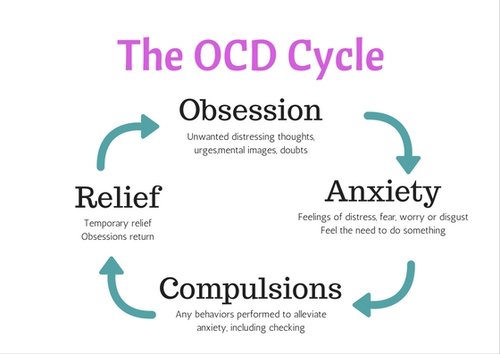 The OCD Cycle
Obsession
Unwanted distressing thoughts,
urges,mental images, doubts
Anxiety
Feelings of distress, fear, worry or disgust
Feel the need to do something
Compulsions
Any behaviors performed to alleviate
anxiety, including checking
Relief
Temporary relief
Obsessions return